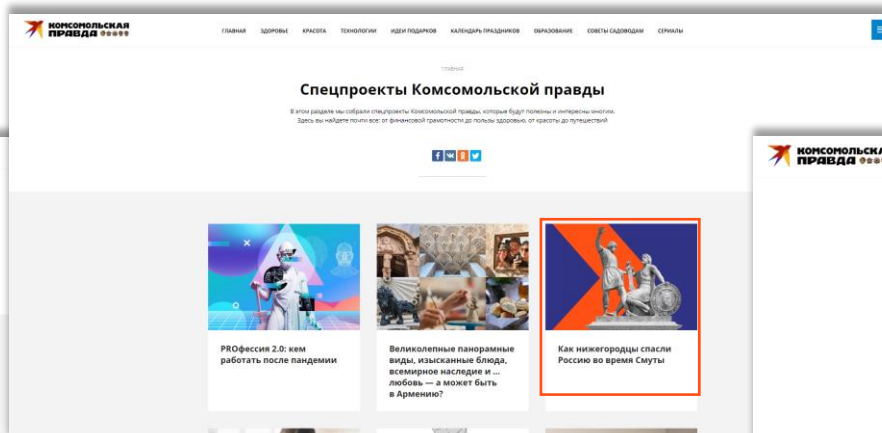 КОМСОМОЛЬСКАЯ
ПРАВДА
ГЛАВНАЯ ЗДОРОВЬЕ КРАСОТА ТЕХНОЛОГИИ ИДЕИ ПОДАРКОВ КАЛЕНДАРЬ ПРАЗДНИКОВ ОБРАЗОВАНИЕ СОВЕТЫ САДОВОДАМ СЕРИАЛЫ
ГЛАВНАЯ
Спецпроекты Комсомольской правды
В этом разделе мы собрали спецпроекты Комсомольской правды, которые будут полезны и интересны многим.
Здесь вы найдете почти все: от финансовой грамотности до пользы здоровью, от красоты до путешествий
КОМСОМОЛЬСКА
ПРАВДА
PROфессия 2.0: кем
работать после пандемии
Великолепные панорамные
виды, изысканные блюда,
всемирное наследие и ...
любовь — а может быть
в Армению?
Как нижегородцы спасли
Россию во время Смуты